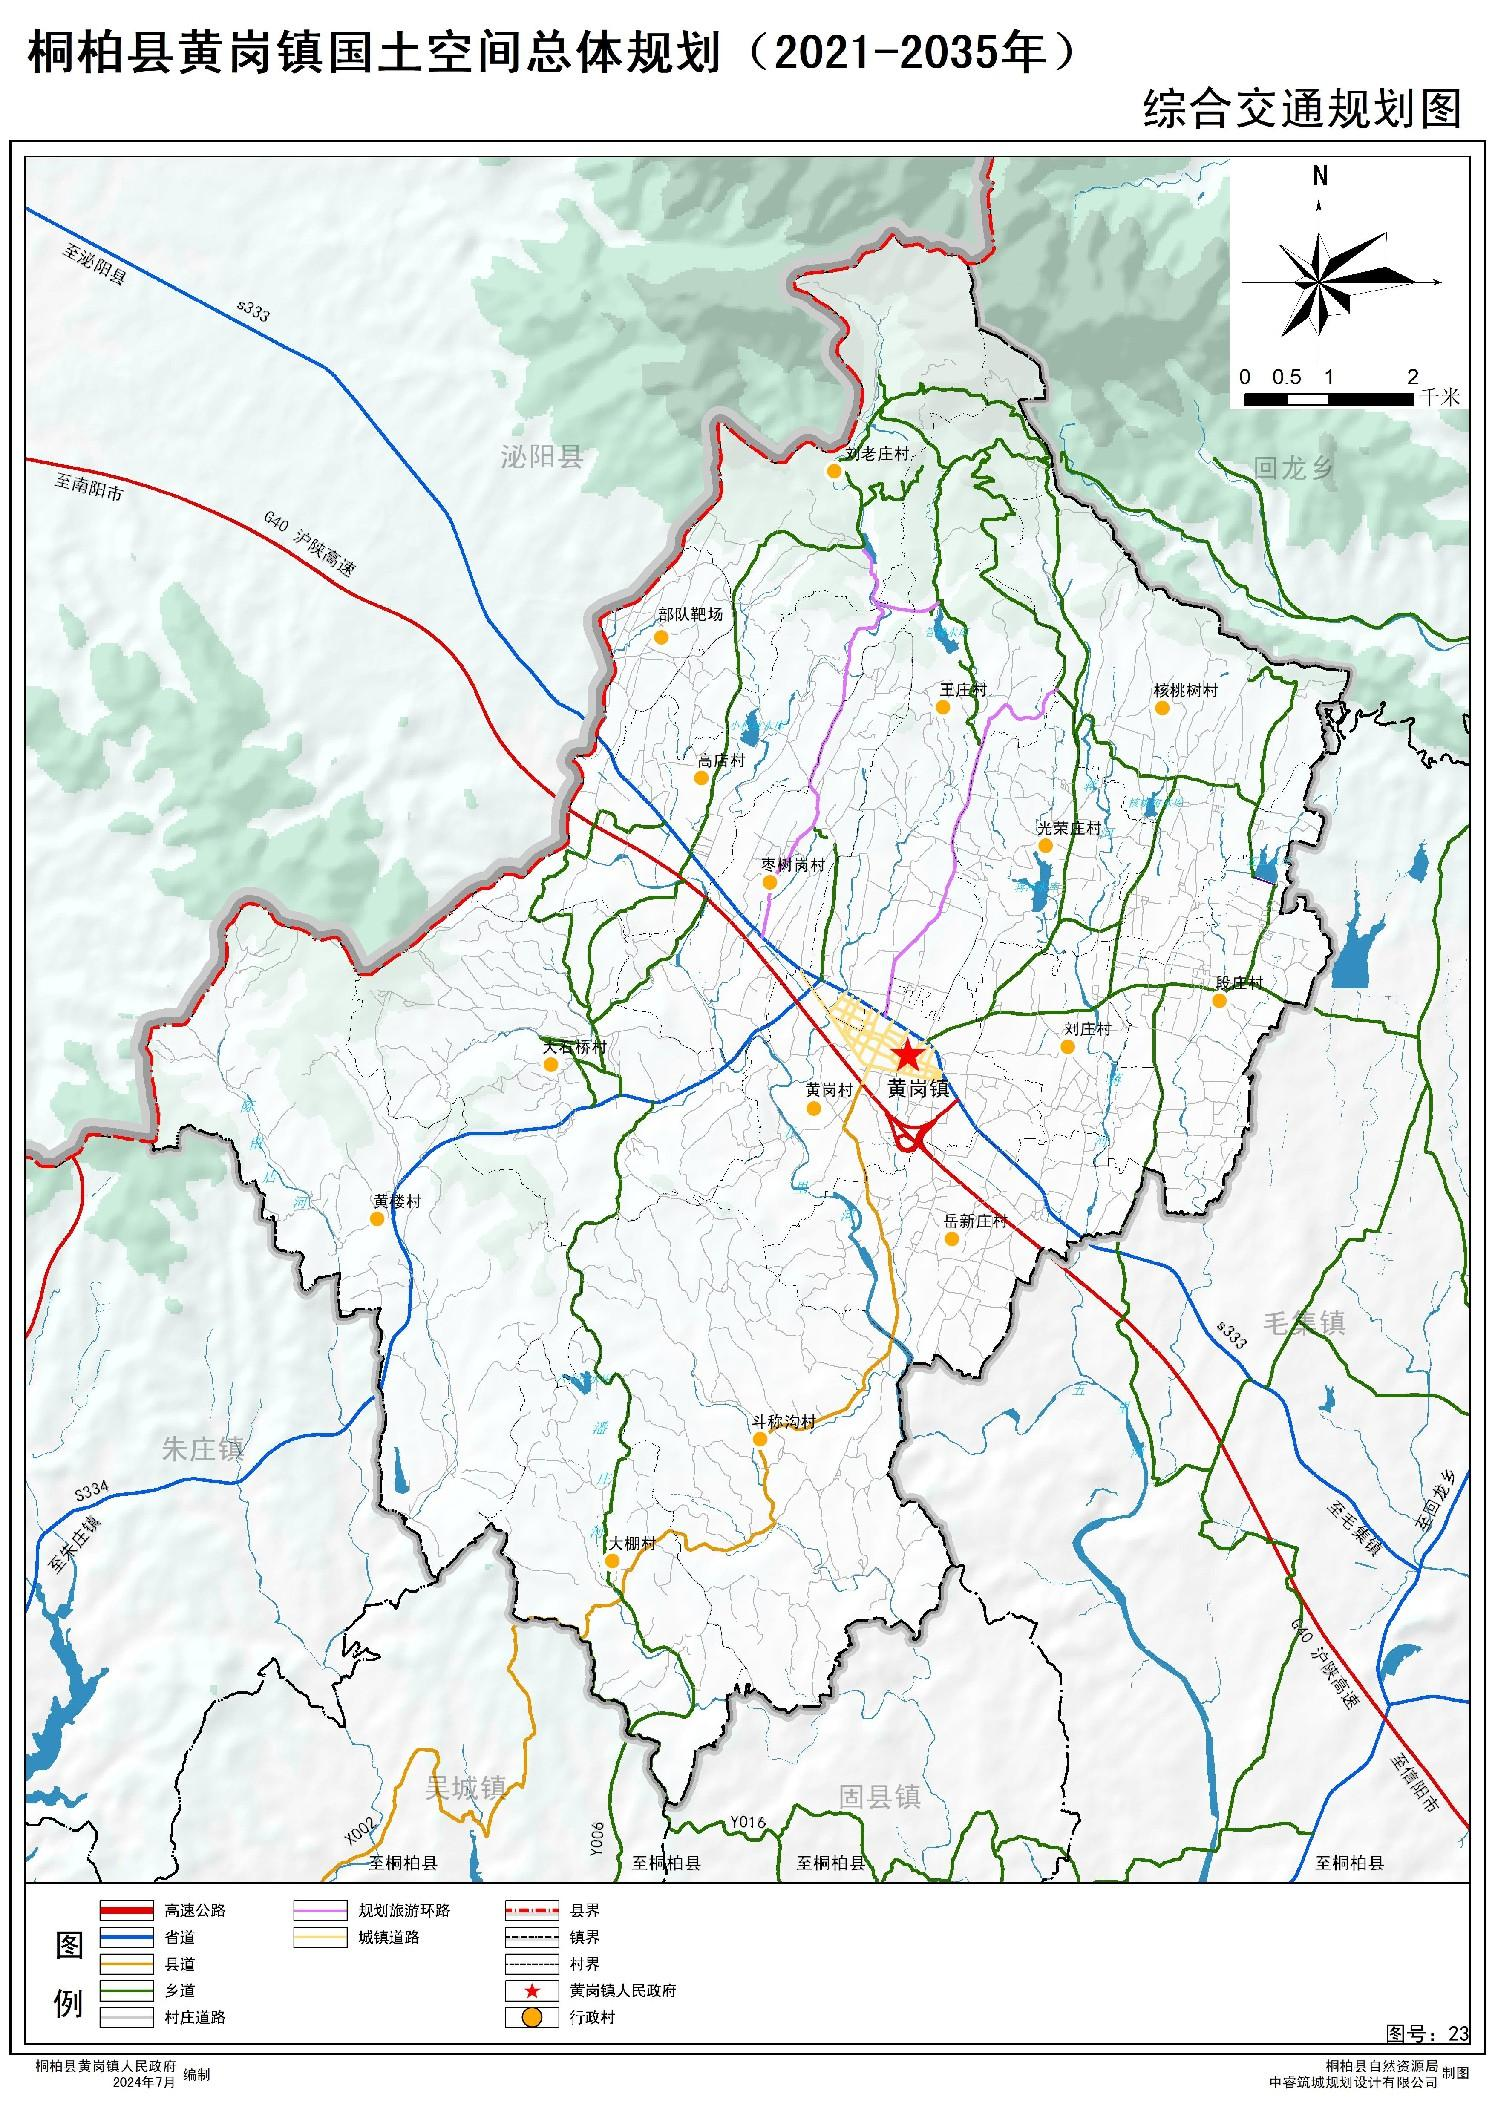 桐柏县黄岗镇国土空间总体规划（2021-2035年）
综合交通规划图
N
0 0.5 1 2
千米
至泌阳县
s333
泌阳县
至南阳市
G40 沪陕高速
回龙乡
刘老庄村
部队靶场
王庄村
核桃树村
高店村
光荣庄村
枣树岗村
段庄村
刘庄村
大石桥村
黄岗村
黄岗镇
黄楼村
岳新庄村
毛集镇
s333
斗称沟村
朱庄镇
S334
至朱庄镇
至毛集镇
至回龙乡
大棚村
G40 沪陕高速
至信阳市
吴城镇
固县镇
X002
Y006
Y016
至桐柏县
至桐柏县
至桐柏县
至桐柏县
图例
高速公路
省道
县道
乡道
村庄道路
规划旅游环路
城镇道路
县界
镇界
村界
黄岗镇人民政府
行政村
图号：23
桐柏县黄岗镇人民政府
2024年7月
编制
桐柏县自然资源局
中睿筑城规划设计有限公司
制图